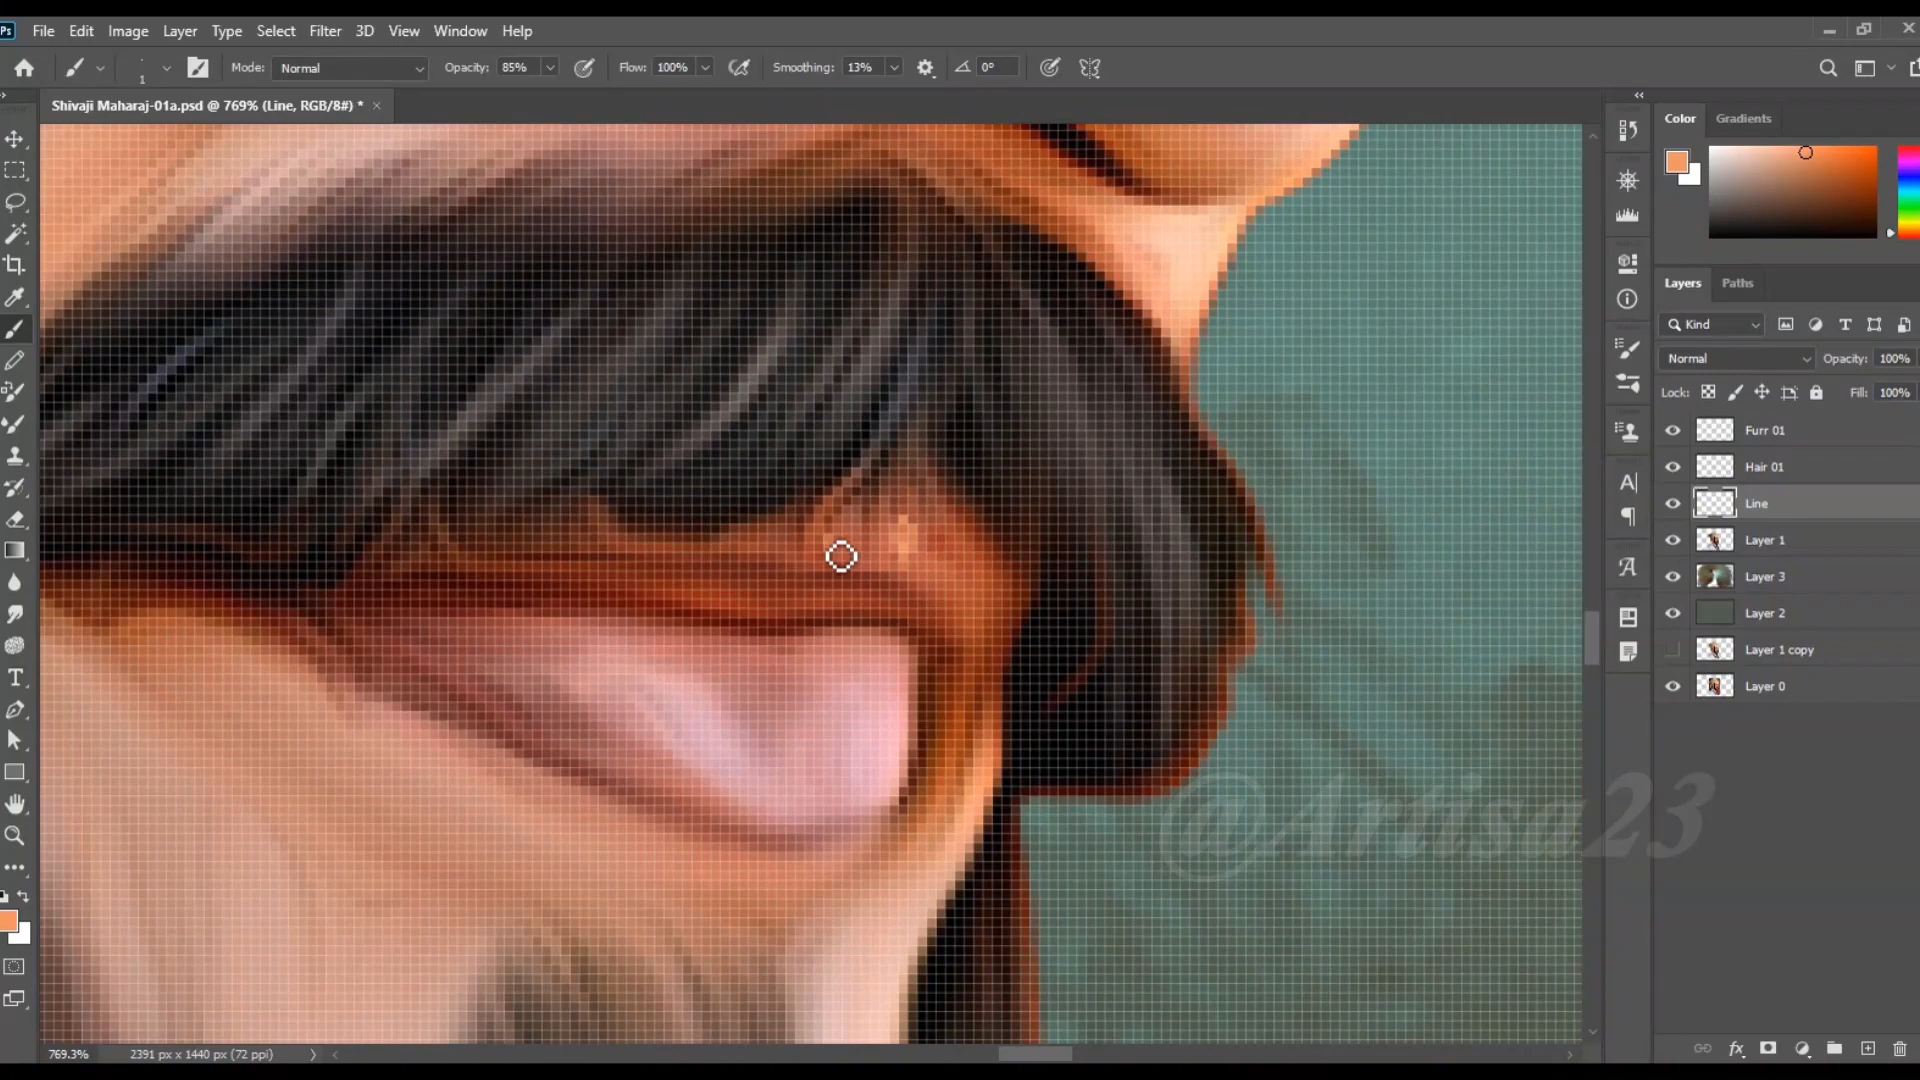 Ps File Edit Image Layer Type Select Filter 3D View Window Help
1 Mode: Normal Opacity: 85% Flow: 100% Smoothing: 13% 0°
Shivaji Maharaj-01a.psd @ 769% (Line, RGB/8#) * ×
Color Gradients
Layers Paths
Kind
Normal Opacity: 100%
Lock: Fill: 100%
Furr 01
Hair 01
Line
Layer 1
Layer 3
Layer 2
Layer 1 copy
Layer 0
@Artisa23
769.3% 2391 px x 1440 px (72 ppi)